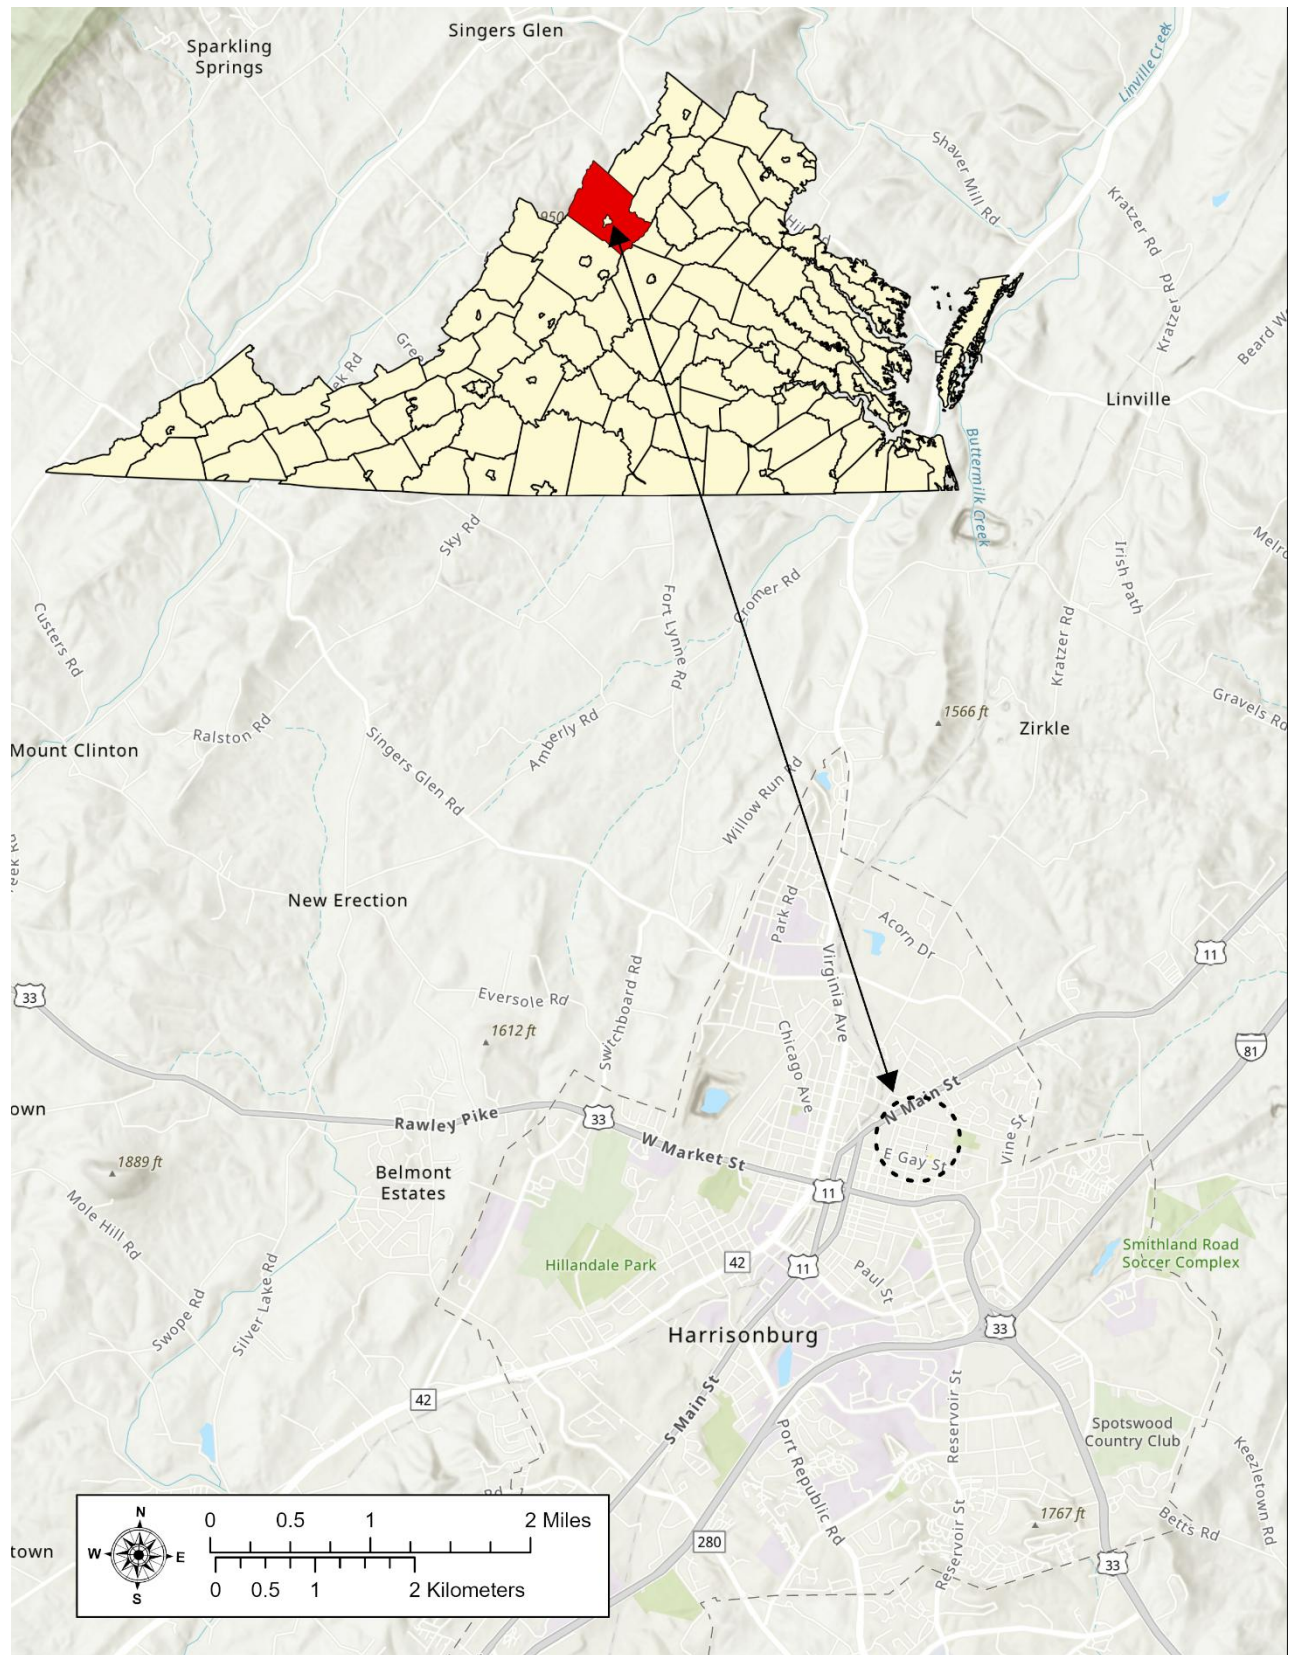 Singers Glen
Sparkling
Springs
Linville Creek
Shaver Mill Rd
Kratzer Rd
Kratzer Rd
950
Linville
Buttermilk Creek
Sky Rd
Irish Path
Cromer Rd
Fort Lynne Rd
Custers Rd
Kratzer Rd
Gravels Rd
1566 ft
Zirkle
Ralston Rd
Amberly Rd
Mount Clinton
Singers Glen Rd
Willow Run Rd
New Erection
Park Rd
Acorn Dr
Virginia Ave
11
33
Eversole Rd
Switchboard Rd
1612 ft
Chicago Ave
81
own
Rawley Pike
33
N Main St
W Market St
Vine St
E Gay St
1889 ft
Belmont
Estates
11
Mole Hill Rd
Smithland Road
Soccer Complex
Hillandale Park
42
11
Paul St
Silver Lake Rd
Swope Rd
Harrisonburg
33
42
S Main St
Reservoir St
Port Republic Rd
Spotswood
Country Club
Keezletown Rd
Rd
N
W
E
S
0 0.5 1 2 Miles
0 0.5 1 2 Kilometers
280
1767 ft
Betts Rd
town
Reservoir St
33